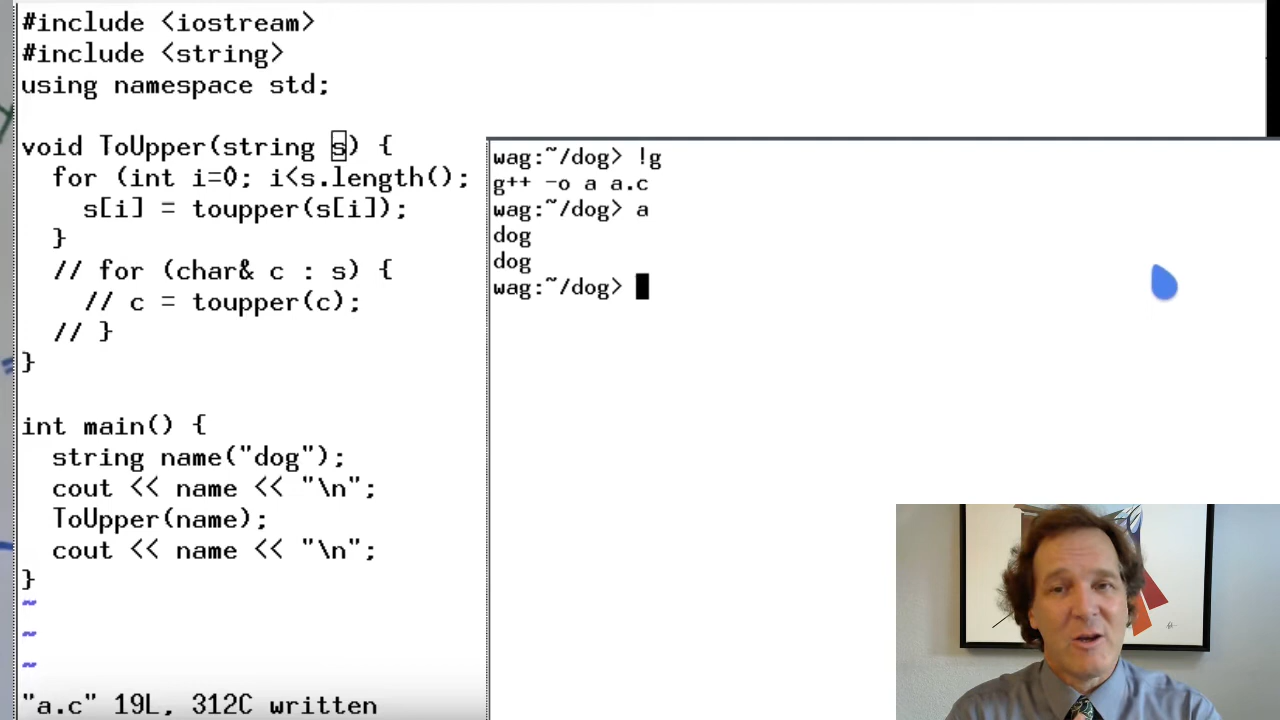 #include <iostream>
#include <string>
using namespace std;
void ToUpper(string s) {
for (int i=0; i<s.length();
s[i] = toupper(s[i]);
}
// for (char& c : s) {
// c = toupper(c);
// }
}
int main() {
string name("dog");
cout << name << "\n";
ToUpper(name);
cout << name << "\n";
}
~
~
~
"a.c" 19L, 312C written
wag:~/dog> !g
g++ -o a a.c
wag:~/dog> a
dog
dog
wag:~/dog>